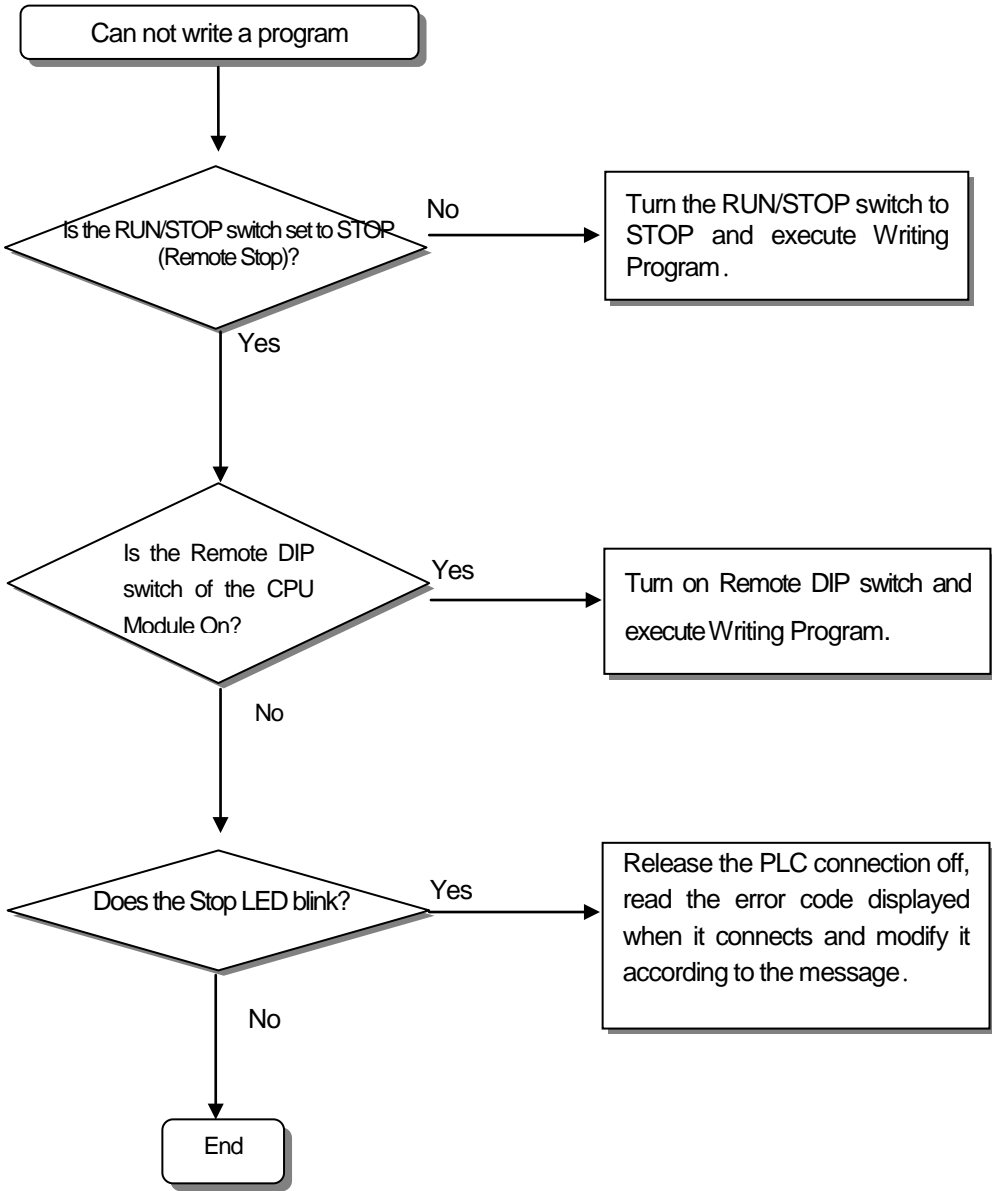 Can not write a program
Is the RUN/STOP switch set to STOP
(Remote Stop)?
No
Turn the RUN/STOP switch to
STOP and execute Writing
Program.
Yes
Is the Remote DIP
switch of the CPU
Module On?
Yes
Turn on Remote DIP switch and
execute Writing Program.
No
Does the Stop LED blink?
Yes
Release the PLC connection off,
read the error code displayed
when it connects and modify it
according to the message.
No
End